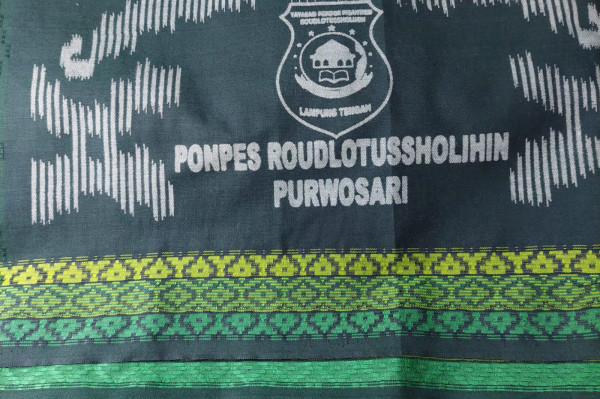 YAYASAN PONDOK PESANTREN
ROUDLOTUSSHOLIHIN
LAMPUNG TENGAH
PONPES ROUDLOTUSSHOLIHIN
PURWOSARI